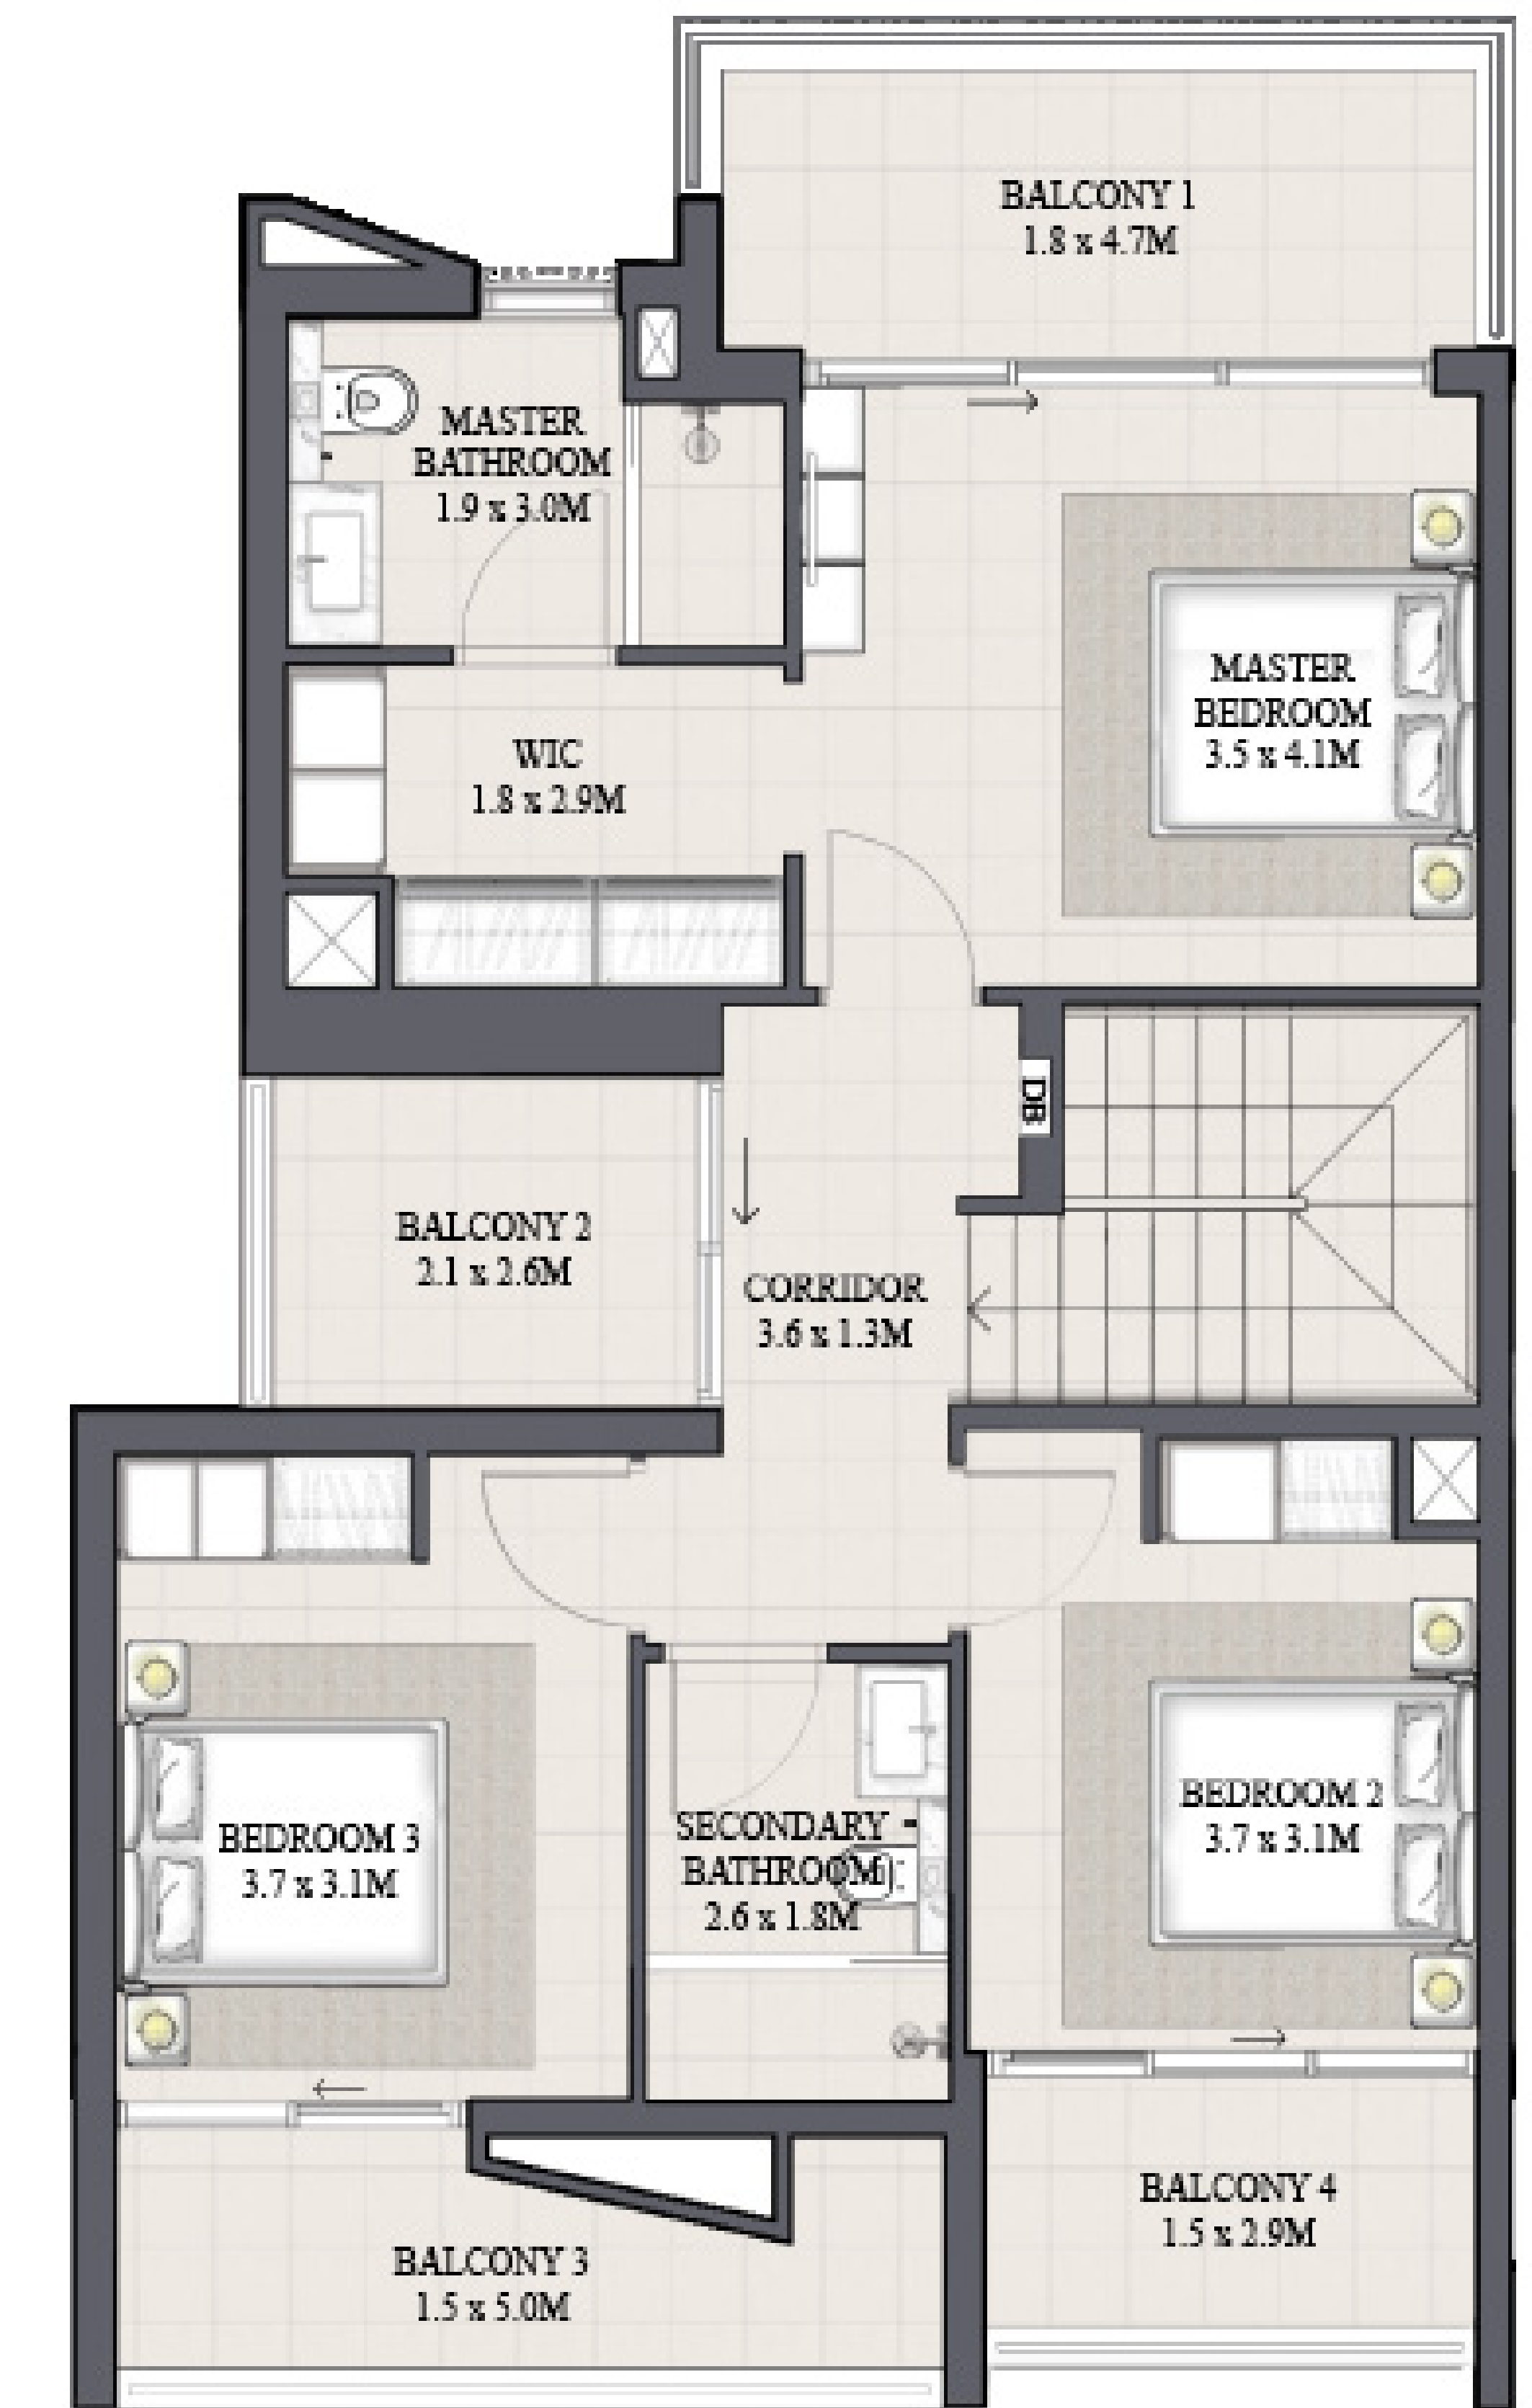 BALCONY 1
1.8 x 4.7M
MASTER
BATHROOM
1.9 x 3.0M
MASTER
BEDROOM
3.5 x 4.1M
WIC
1.8 x 2.9M
DB
BALCONY 2
2.1 x 2.6M
CORRIDOR
3.6 x 1.3M
BEDROOM 3
3.7 x 3.1M
SECONDARY
BATHROOM
2.6 x 1.8M
BEDROOM 2
3.7 x 3.1M
BALCONY 3
1.5 x 5.0M
BALCONY 4
1.5 x 2.9M